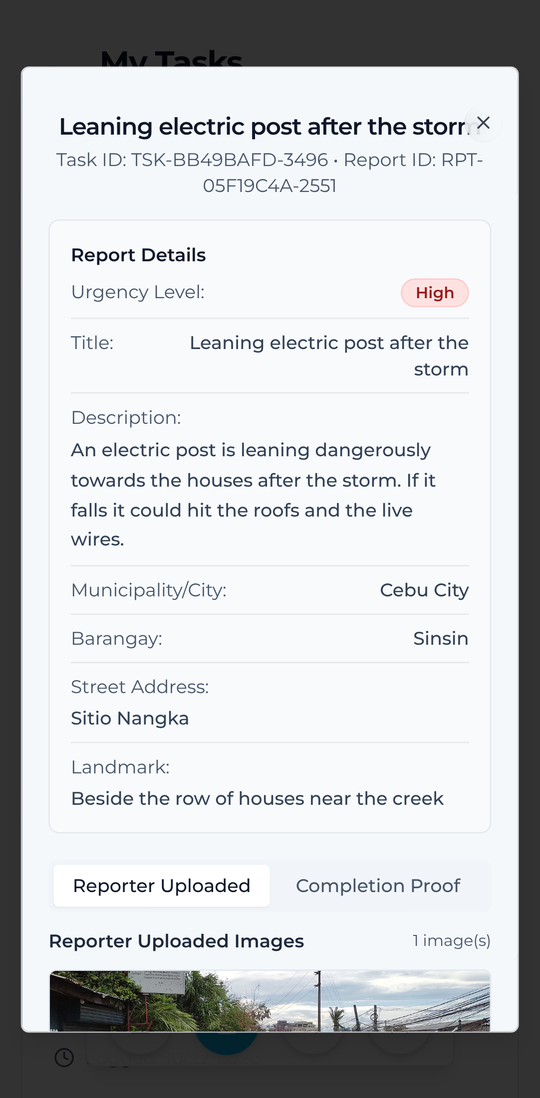 My Tasks
Leaning electric post after the storm
Task ID: TSK-BB49BAFD-3496 • Report ID: RPT-
05F19C4A-2551
Report Details
Urgency Level:
High
Title:
Leaning electric post after the
storm
Description:
An electric post is leaning dangerously
towards the houses after the storm. If it
falls it could hit the roofs and the live
wires.
Municipality/City:
Cebu City
Barangay:
Sinsin
Street Address:
Sitio Nangka
Landmark:
Beside the row of houses near the creek
Reporter Uploaded
Completion Proof
Reporter Uploaded Images
1 image(s)